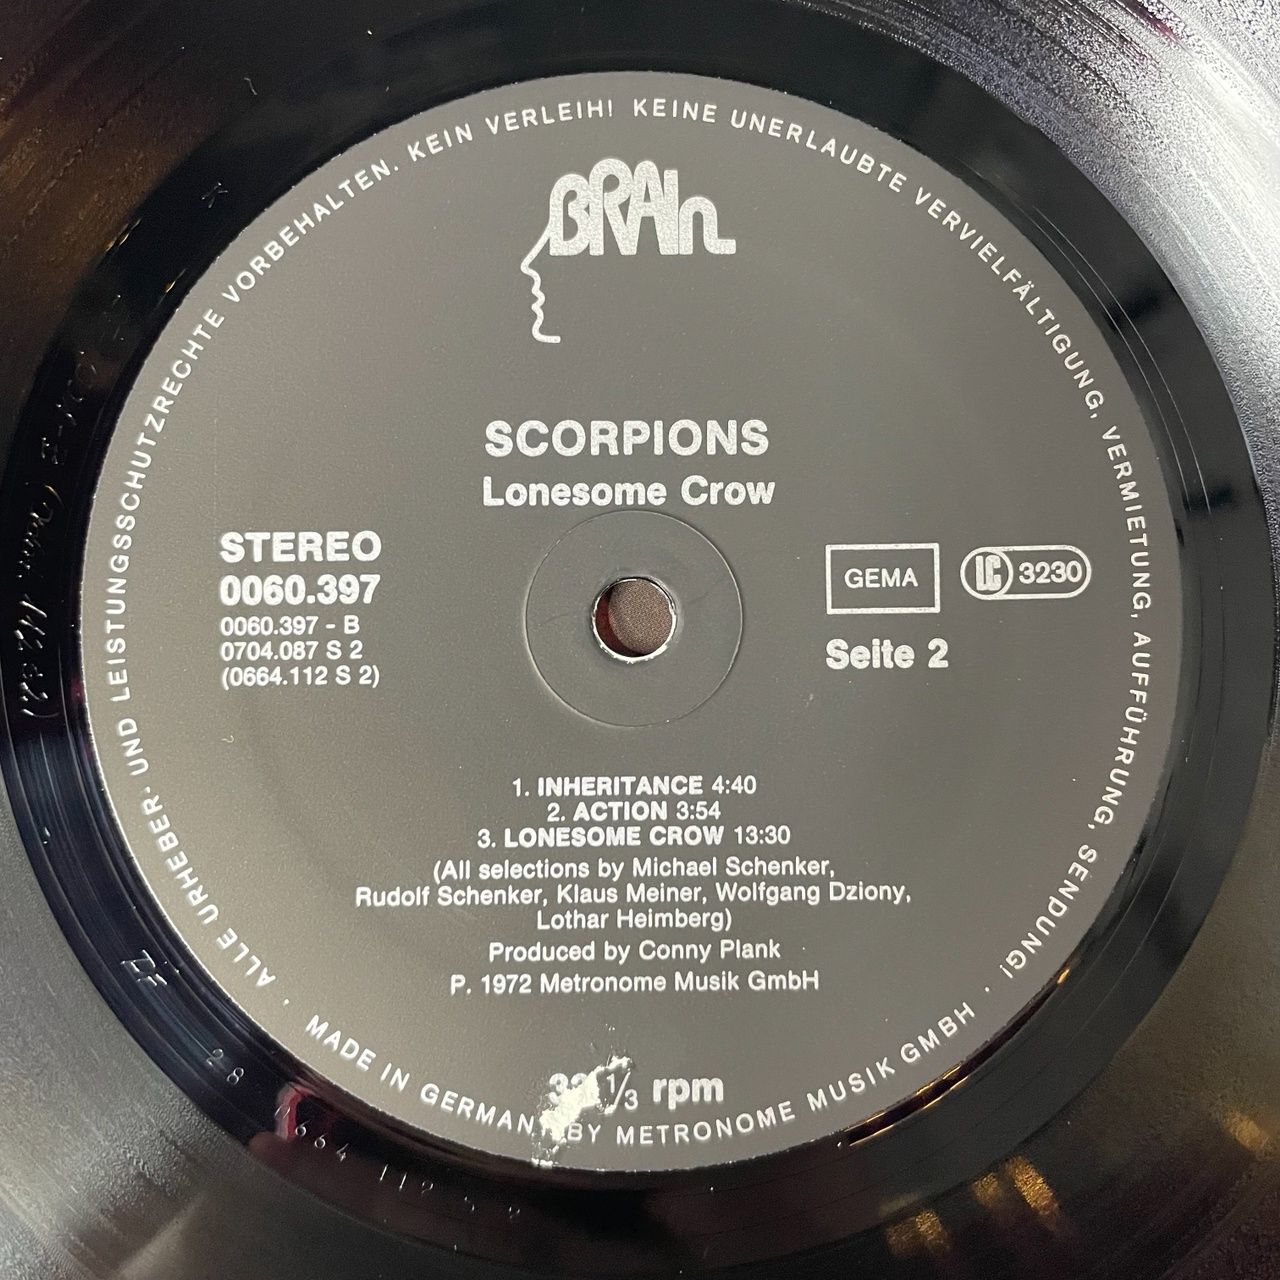 ALLE URHEBER- UND LEISTUNGSSCHUTZRECHTE VORBEHALTEN. KEIN VERLEIH! KEINE UNERLAUBTE VERVIELFÄLTIGUNG, VERMIETUNG, AUFFÜHRUNG, SENDUNG!
BRAIN
SCORPIONS
Lonesome Crow
STEREO
0060.397
0060.397 - B
0704.087 S 2
(0664.112 S 2)
GEMA
LC 3230
Seite 2
1. INHERITANCE 4:40
2. ACTION 3:54
3. LONESOME CROW 13:30
(All selections by Michael Schenker,
Rudolf Schenker, Klaus Meiner, Wolfgang Dziony,
Lothar Heimberg)
Produced by Conny Plank
P. 1972 Metronome Musik GmbH
33 1/3 rpm
MADE IN GERMANY BY METRONOME MUSIK GMBH